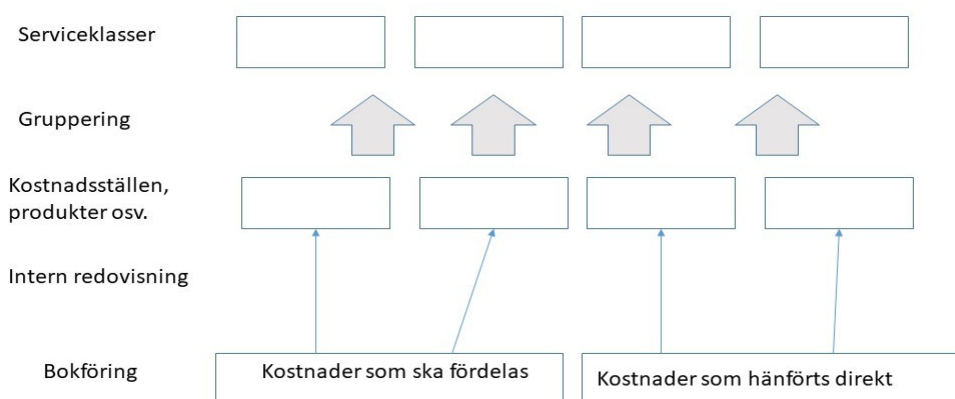 Serviceklasser
Gruppering
Kostnadsställen,
produkter osv.
Intern redovisning
Bokföring
Kostnader som ska fördelas
Kostnader som hänförts direkt